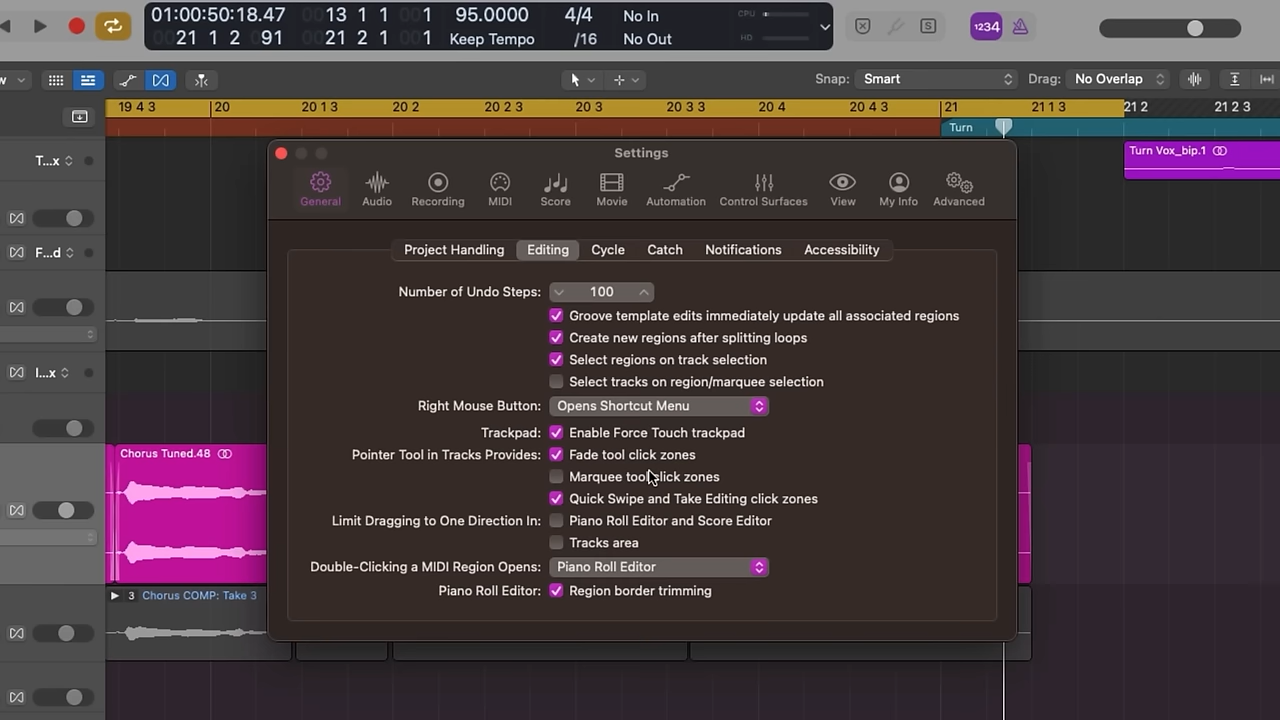 01:00:50:18.47 0013 1 1 001 95.0000 4/4 No In CPU
0021 1 2 091 0021 2 1 001 Keep Tempo /16 No Out HD
S 1234
w Snap: Smart Drag: No Overlap
19 4 3 20 20 1 3 20 2 20 2 3 20 3 20 3 3 20 4 20 4 3 21 21 1 3 21 2 21 2 3
Turn
T...x
Turn Vox_bip.1
F...d
I...x
Chorus Tuned.48
3 Chorus COMP: Take 3
Settings
General Audio Recording MIDI Score Movie Automation Control Surfaces View My Info Advanced
Project Handling Editing Cycle Catch Notifications Accessibility
Number of Undo Steps: 100
Groove template edits immediately update all associated regions
Create new regions after splitting loops
Select regions on track selection
Select tracks on region/marquee selection
Right Mouse Button: Opens Shortcut Menu
Trackpad: Enable Force Touch trackpad
Pointer Tool in Tracks Provides: Fade tool click zones
Marquee tool click zones
Quick Swipe and Take Editing click zones
Limit Dragging to One Direction In: Piano Roll Editor and Score Editor
Tracks area
Double-Clicking a MIDI Region Opens: Piano Roll Editor
Piano Roll Editor: Region border trimming